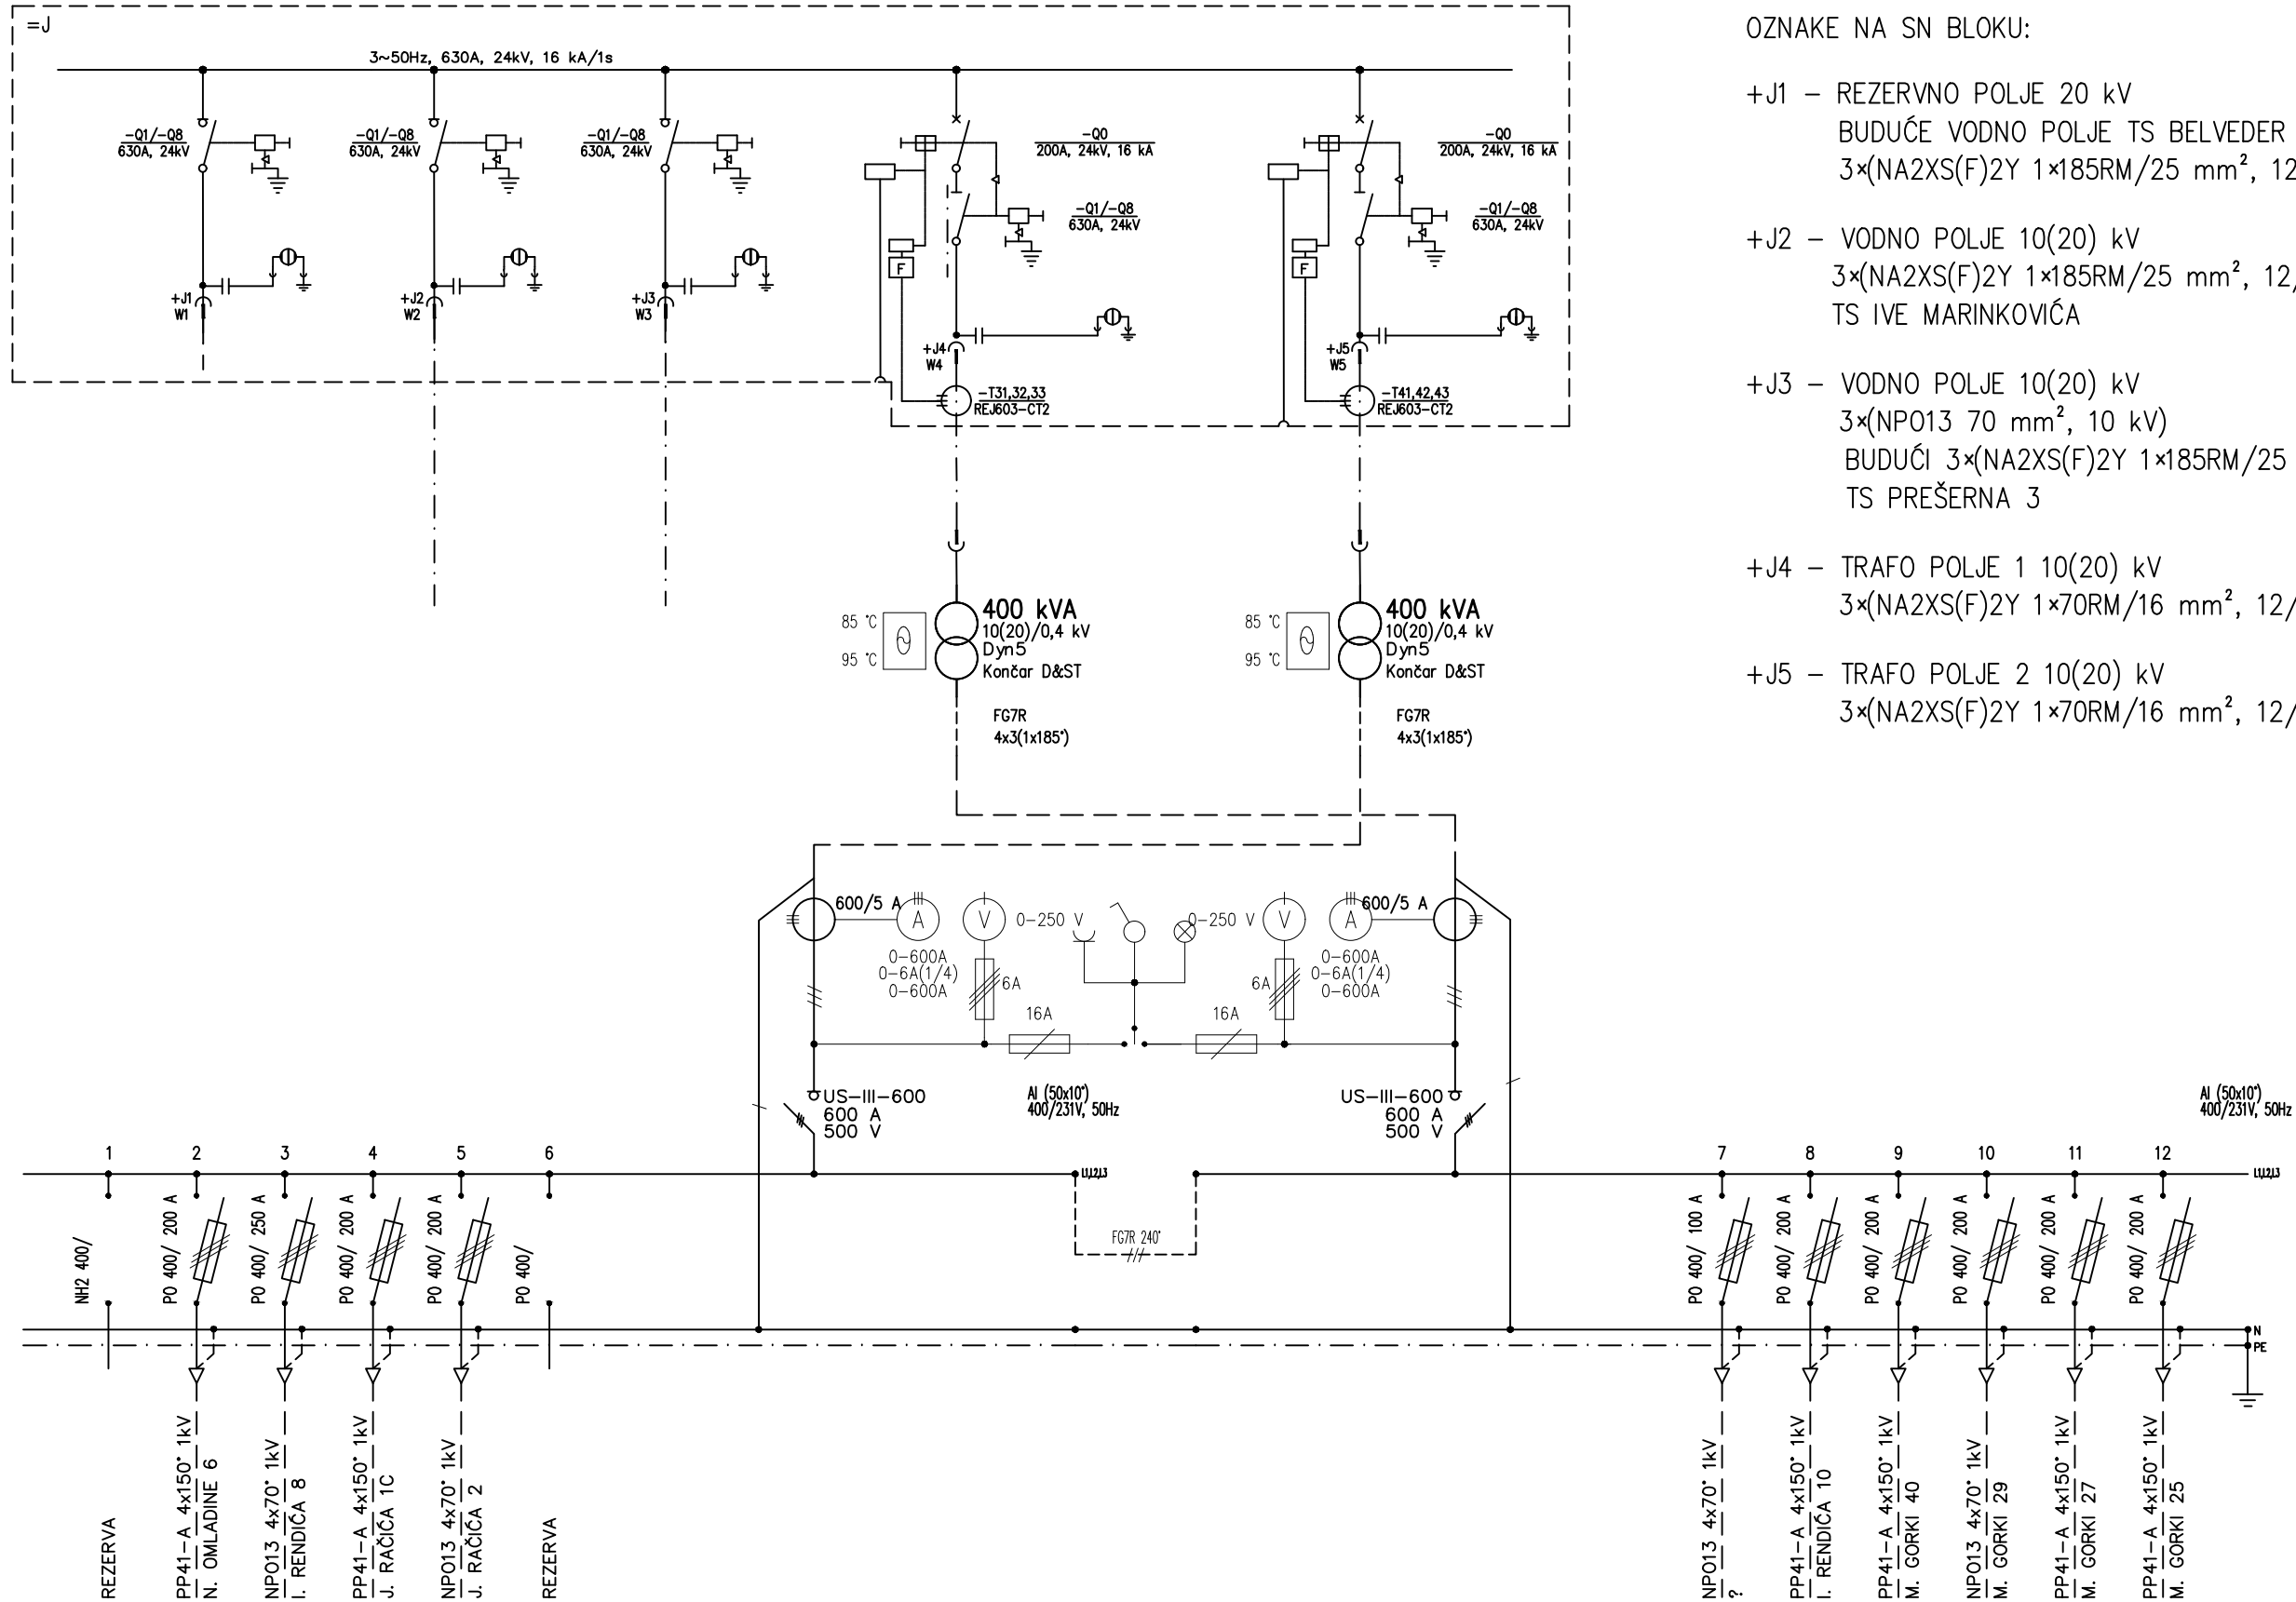 =J
3~50Hz, 630A, 24kV, 16 kA/1s
-Q1/-Q8
630A, 24kV
-Q1/-Q8
630A, 24kV
-Q1/-Q8
630A, 24kV
-Q0
200A, 24kV, 16 kA
-Q0
200A, 24kV, 16 kA
-Q1/-Q8
630A, 24kV
-Q1/-Q8
630A, 24kV
F
F
+J1
W1
+J2
W2
+J3
W3
+J4
W4
+J5
W5
-T31,32,33
REJ603-CT2
-T41,42,43
REJ603-CT2
OZNAKE NA SN BLOKU:
+J1 – REZERVNO POLJE 20 kV
BUDUĆE VODNO POLJE TS BELVEDER
3×(NA2XS(F)2Y 1×185RM/25 mm², 12
+J2 – VODNO POLJE 10(20) kV
3×(NA2XS(F)2Y 1×185RM/25 mm², 12/
TS IVE MARINKOVIĆA
+J3 – VODNO POLJE 10(20) kV
3×(NPO13 70 mm², 10 kV)
BUDUĆI 3×(NA2XS(F)2Y 1×185RM/25
TS PREŠERNA 3
+J4 – TRAFO POLJE 1 10(20) kV
3×(NA2XS(F)2Y 1×70RM/16 mm², 12/
+J5 – TRAFO POLJE 2 10(20) kV
3×(NA2XS(F)2Y 1×70RM/16 mm², 12/
85 °C
95 °C
400 kVA
10(20)/0,4 kV
Dyn5
Končar D&ST
85 °C
95 °C
400 kVA
10(20)/0,4 kV
Dyn5
Končar D&ST
FG7R
4x3(1x185°)
FG7R
4x3(1x185°)
600/5 A
A
V
0-250 V
0-250 V
V
A
600/5 A
0-600A
0-6A(1/4)
0-600A
6A
6A
0-600A
0-6A(1/4)
0-600A
16A
16A
US-III-600
600 A
500 V
Al (50x10°)
400/231V, 50Hz
US-III-600
600 A
500 V
Al (50x10°)
400/231V, 50Hz
1
2
3
4
5
6
7
8
9
10
11
12
L1,L2,L3
L1,L2,L3
NH2 400/
PO 400/ 200 A
PO 400/ 250 A
PO 400/ 200 A
PO 400/ 200 A
PO 400/
FG7R 240°
PO 400/ 100 A
PO 400/ 200 A
PO 400/ 200 A
PO 400/ 200 A
PO 400/ 200 A
PO 400/ 200 A
N
PE
REZERVA
PP41-A 4x150° 1kV
N. OMLADINE 6
NPO13 4x70° 1kV
I. RENDIĆA 8
PP41-A 4x150° 1kV
J. RAČIĆA 1C
NPO13 4x70° 1kV
J. RAČIĆA 2
REZERVA
NPO13 4x70° 1kV
?
PP41-A 4x150° 1kV
I. RENDIĆA 10
PP41-A 4x150° 1kV
M. GORKI 40
NPO13 4x70° 1kV
M. GORKI 29
PP41-A 4x150° 1kV
M. GORKI 27
PP41-A 4x150° 1kV
M. GORKI 25